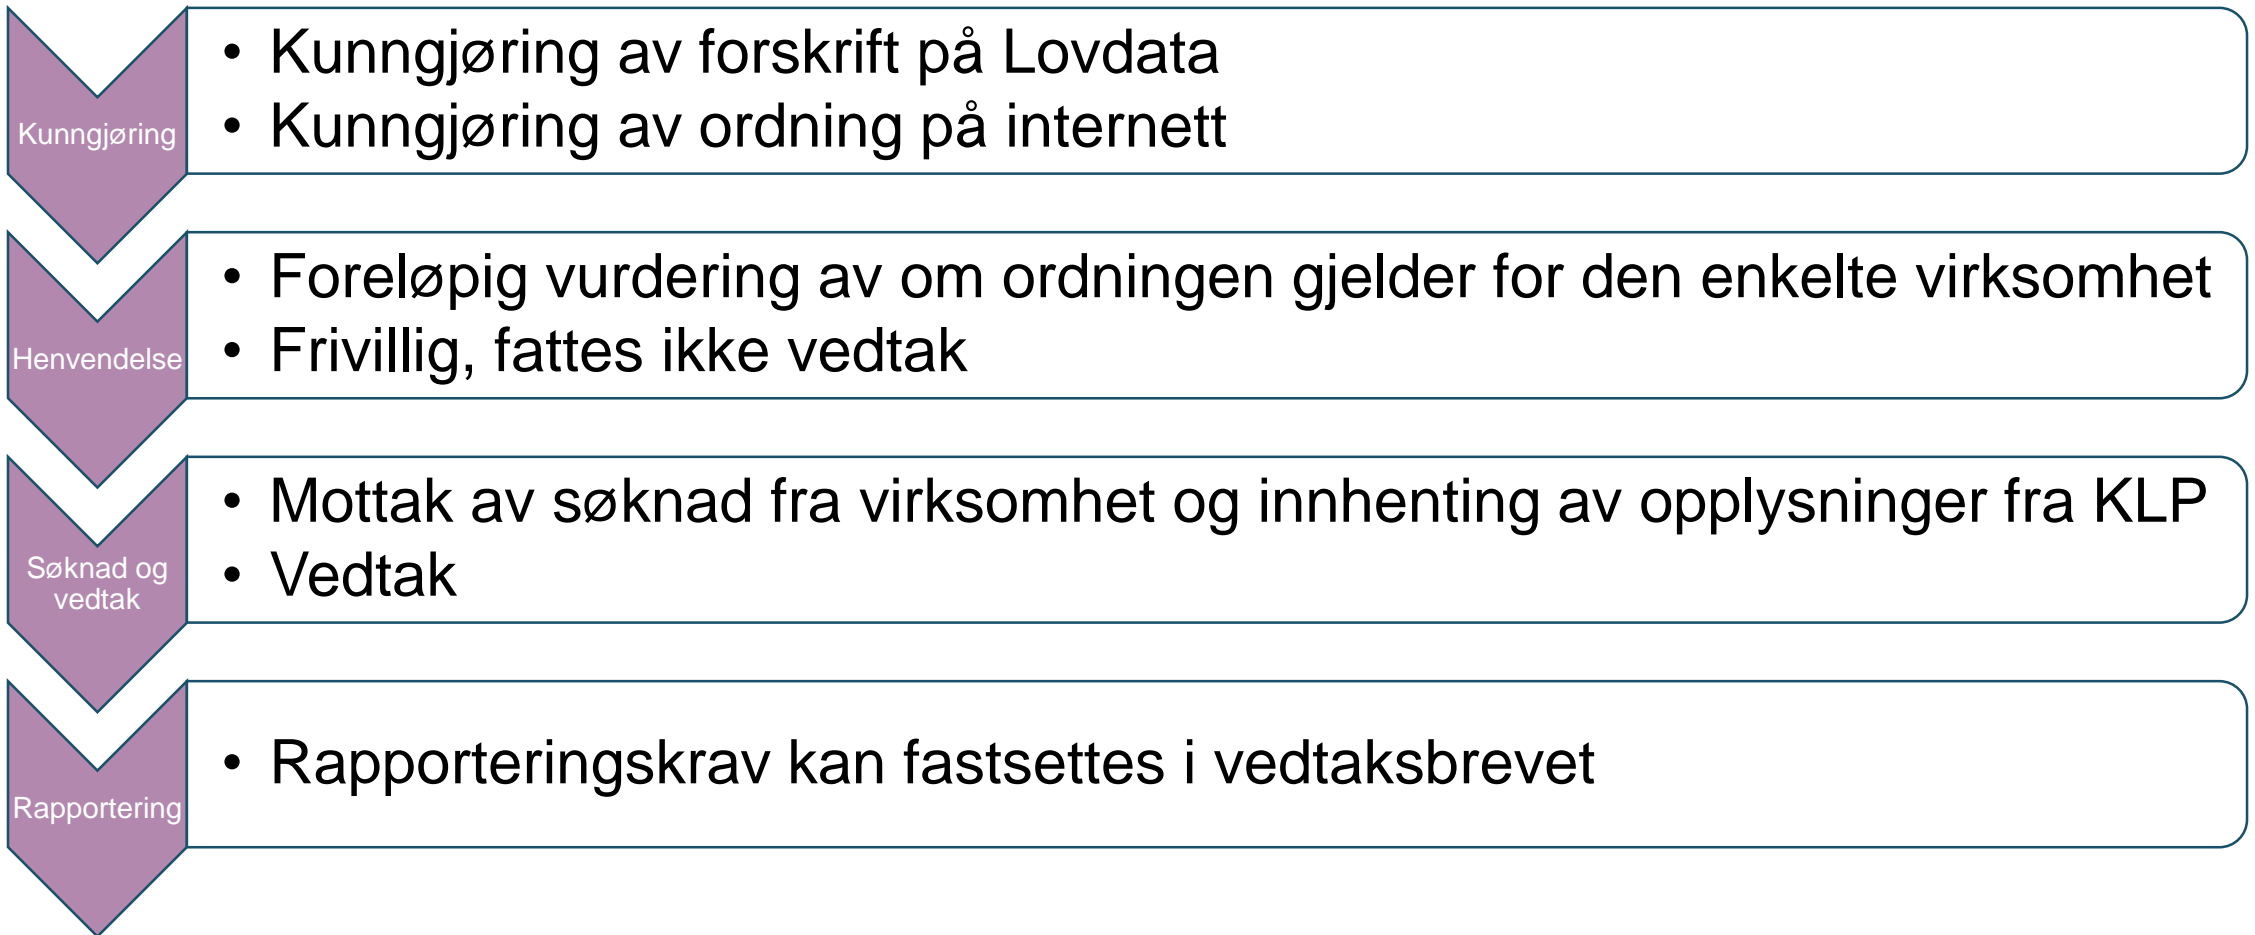 Kunngjøring
• Kunngjøring av forskrift på Lovdata
• Kunngjøring av ordning på internett
Henvendelse
• Foreløpig vurdering av om ordningen gjelder for den enkelte virksomhet
• Frivillig, fattes ikke vedtak
Søknad og
vedtak
• Mottak av søknad fra virksomhet og innhenting av opplysninger fra KLP
• Vedtak
Rapportering
• Rapporteringskrav kan fastsettes i vedtaksbrevet